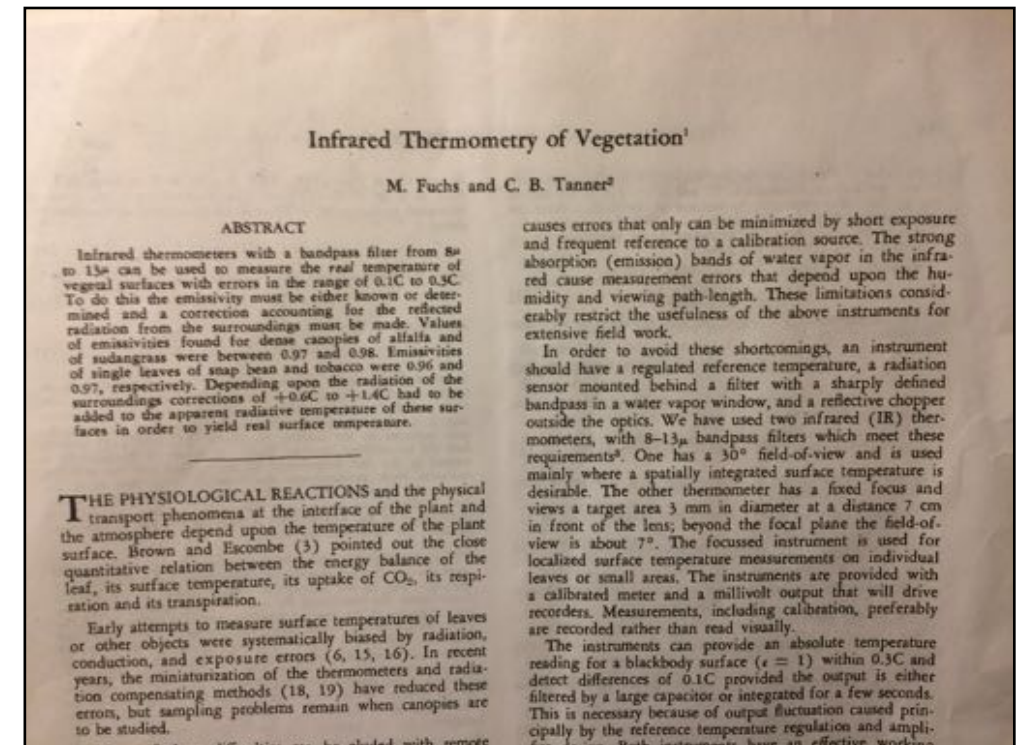 Infrared Thermometry of Vegetation¹
M. Fuchs and C. B. Tanner²
ABSTRACT
Infrared thermometers with a bandpass filter from 8μ
to 13μ can be used to measure the real temperature of
vegetal surfaces with errors in the range of 0.1C to 0.3C.
To do this the emissivity must be either known or deter-
mined and a correction accounting for the reflected
radiation from the surroundings must be made. Values
of emissivities found for dense canopies of alfalfa and
of sudangrass were between 0.97 and 0.98. Emissivities
of single leaves of snap bean and tobacco were 0.96 and
0.97, respectively. Depending upon the radiation of the
surroundings corrections of +0.6C to +1.4C had to be
added to the apparent radiative temperature of these sur-
faces in order to yield real surface temperature.
THE PHYSIOLOGICAL REACTIONS and the physical
transport phenomena at the interface of the plant and
the atmosphere depend upon the temperature of the plant
surface. Brown and Escombe (3) pointed out the close
quantitative relation between the energy balance of the
leaf, its surface temperature, its uptake of CO₂, its respi-
ration and its transpiration.
Early attempts to measure surface temperatures of leaves
or other objects were systematically biased by radiation,
conduction, and exposure errors (6, 15, 16). In recent
years, the miniaturization of the thermometers and radia-
tion compensating methods (18, 19) have reduced these
errors, but sampling problems remain when canopies are
to be studied.
causes errors that only can be minimized by short exposure
and frequent reference to a calibration source. The strong
absorption (emission) bands of water vapor in the infra-
red cause measurement errors that depend upon the hu-
midity and viewing path-length. These limitations consid-
erably restrict the usefulness of the above instruments for
extensive field work.
In order to avoid these shortcomings, an instrument
should have a regulated reference temperature, a radiation
sensor mounted behind a filter with a sharply defined
bandpass in a water vapor window, and a reflective chopper
outside the optics. We have used two infrared (IR) ther-
mometers, with 8–13μ bandpass filters which meet these
requirements³. One has a 30° field-of-view and is used
mainly where a spatially integrated surface temperature is
desirable. The other thermometer has a fixed focus and
views a target area 3 mm in diameter at a distance 7 cm
in front of the lens; beyond the focal plane the field-of-
view is about 7°. The focussed instrument is used for
localized surface temperature measurements on individual
leaves or small areas. The instruments are provided with
a calibrated meter and a millivolt output that will drive
recorders. Measurements, including calibration, preferably
are recorded rather than read visually.
The instruments can provide an absolute temperature
reading for a blackbody surface (ε = 1) within 0.3C and
detect differences of 0.1C provided the output is either
filtered by a large capacitor or integrated for a few seconds.
This is necessary because of output fluctuation caused prin-
cipally by the reference temperature regulation and ampli-